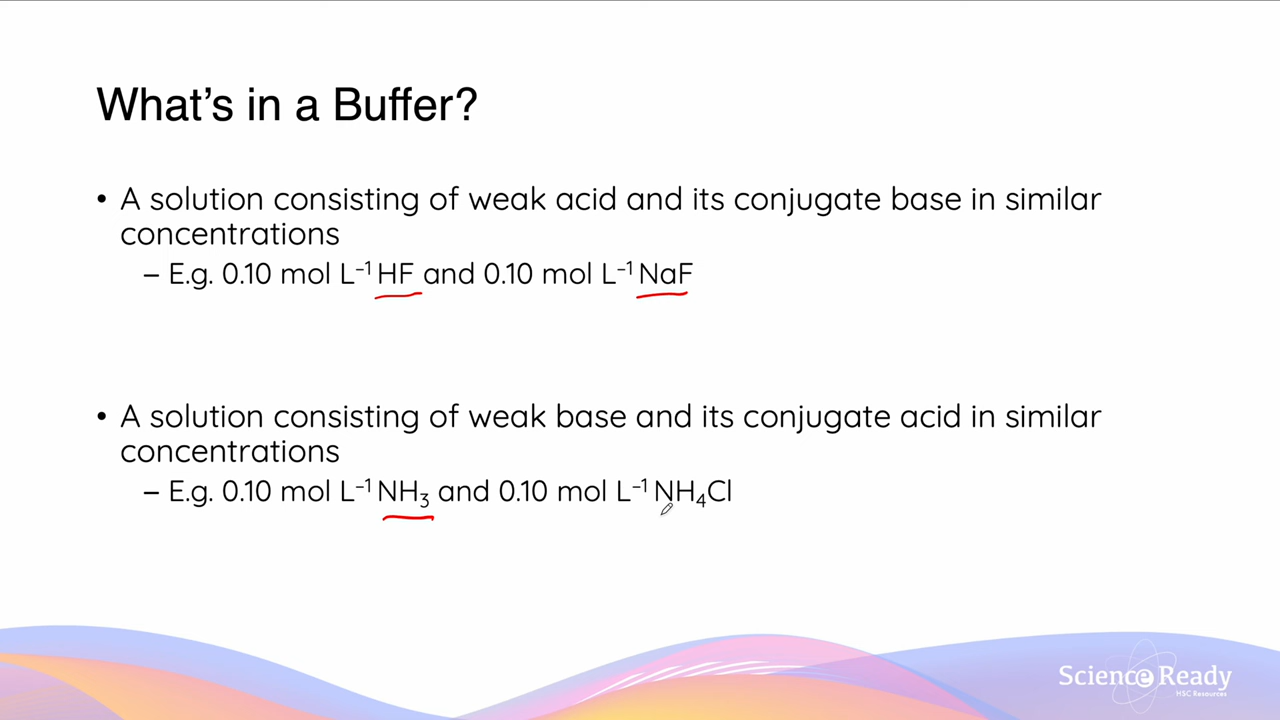 What's in a Buffer?
• A solution consisting of weak acid and its conjugate base in similar
concentrations
– E.g. 0.10 mol L⁻¹ HF and 0.10 mol L⁻¹ NaF
• A solution consisting of weak base and its conjugate acid in similar
concentrations
– E.g. 0.10 mol L⁻¹ NH₃ and 0.10 mol L⁻¹ NH₄Cl
Science Ready
HSC Resources